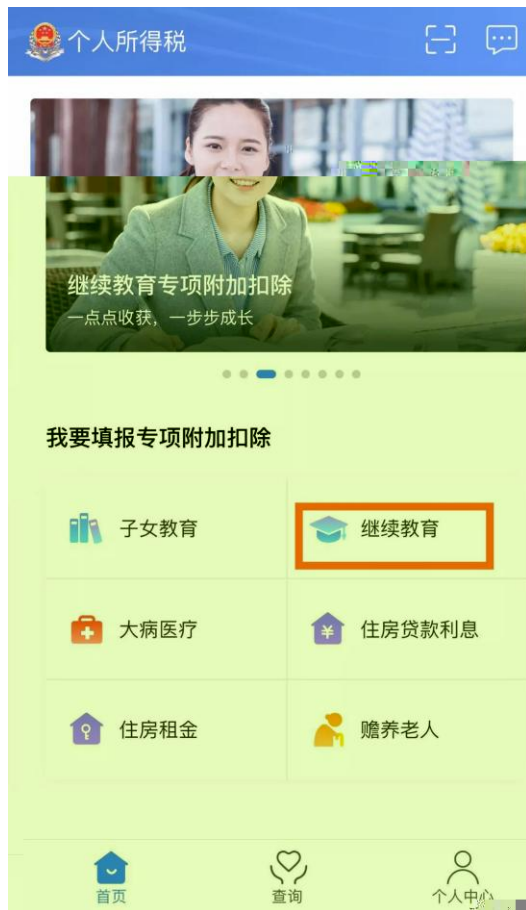 个人所得税
继续教育专项附加扣除
一点点收获，一步步成长
我要填报专项附加扣除
子女教育
继续教育
大病医疗
¥
住房贷款利息
住房租金
赡养老人
首页
查询
个人中心